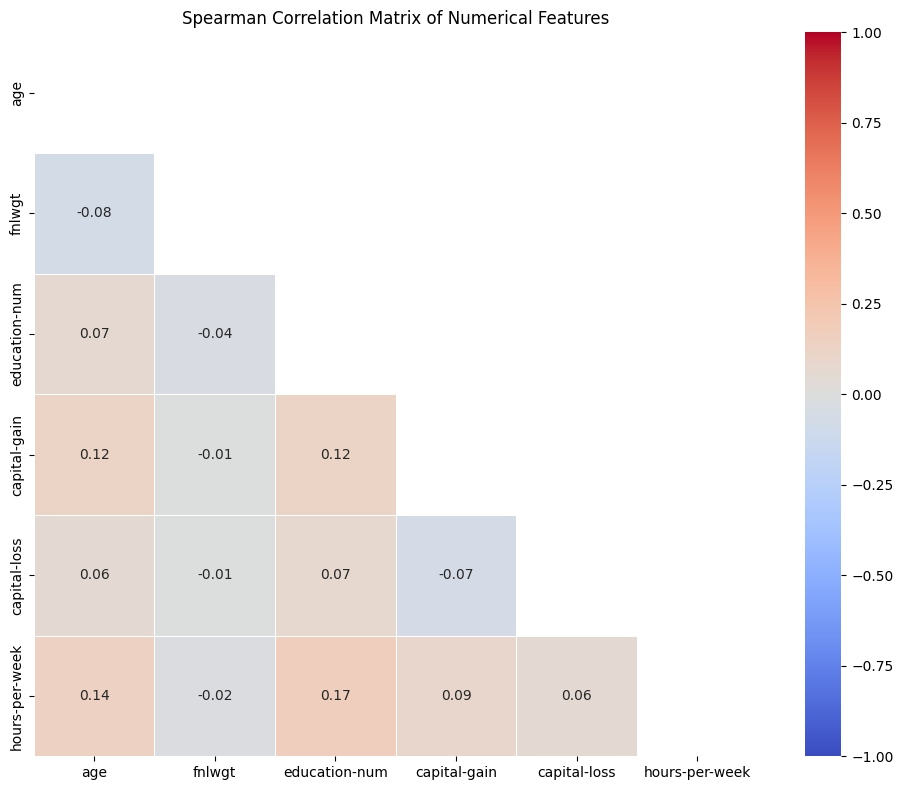 Spearman Correlation Matrix of Numerical Features
age
fnlwgt
-0.08
education-num
0.07 -0.04
capital-gain
0.12 -0.01 0.12
capital-loss
0.06 -0.01 0.07 -0.07
hours-per-week
0.14 -0.02 0.17 0.09 0.06
age fnlwgt education-num capital-gain capital-loss hours-per-week
1.00
0.75
0.50
0.25
0.00
−0.25
−0.50
−0.75
−1.00